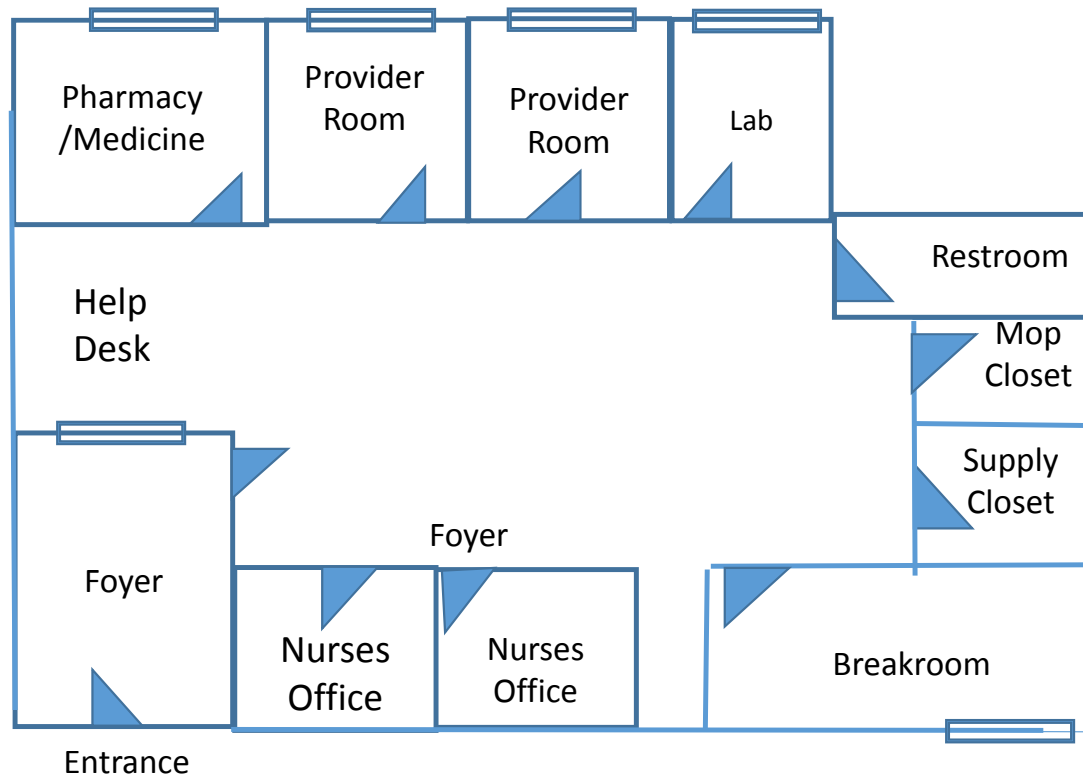 Pharmacy
/Medicine
Provider
Room
Provider
Room
Lab
Restroom
Help
Desk
Mop
Closet
Supply
Closet
Foyer
Foyer
Nurses
Office
Nurses
Office
Breakroom
Entrance